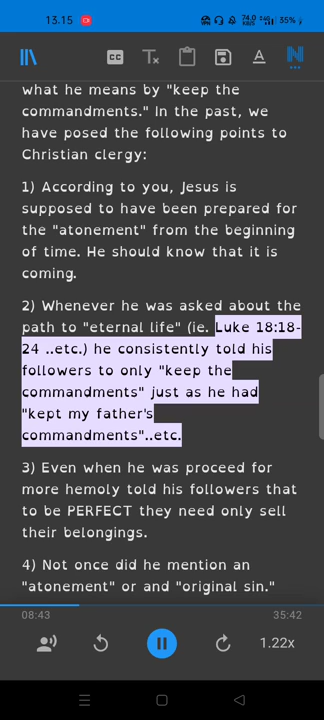 13.15
74.0 KB/S
35%
CC
T
A
N
what he means by "keep the
commandments." In the past, we
have posed the following points to
Christian clergy:
1) According to you, Jesus is
supposed to have been prepared for
the "atonement" from the beginning
of time. He should know that it is
coming.
2) Whenever he was asked about the
path to "eternal life" (ie. Luke 18:18-
24 ..etc.) he consistently told his
followers to only "keep the
commandments" just as he had
"kept my father's
commandments"..etc.
3) Even when he was proceed for
more hemoly told his followers that
to be PERFECT they need only sell
their belongings.
4) Not once did he mention an
"atonement" or and "original sin."
08:43
35:42
1.22x